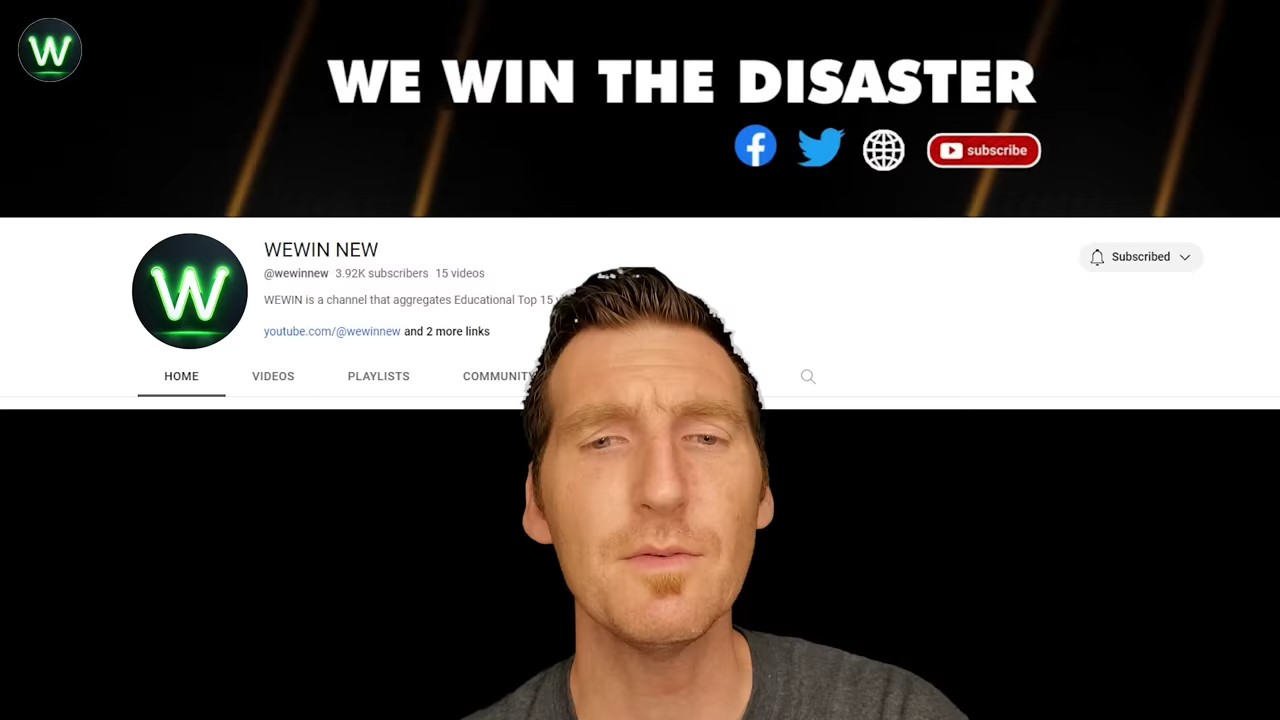 W
WE WIN THE DISASTER
f
subscribe
W
WEWIN NEW
@wewinnew 3.92K subscribers 15 videos
Subscribed
WEWIN is a channel that aggregates Educational Top 15
youtube.com/@wewinnew and 2 more links
HOME VIDEOS PLAYLISTS COMMUNITY